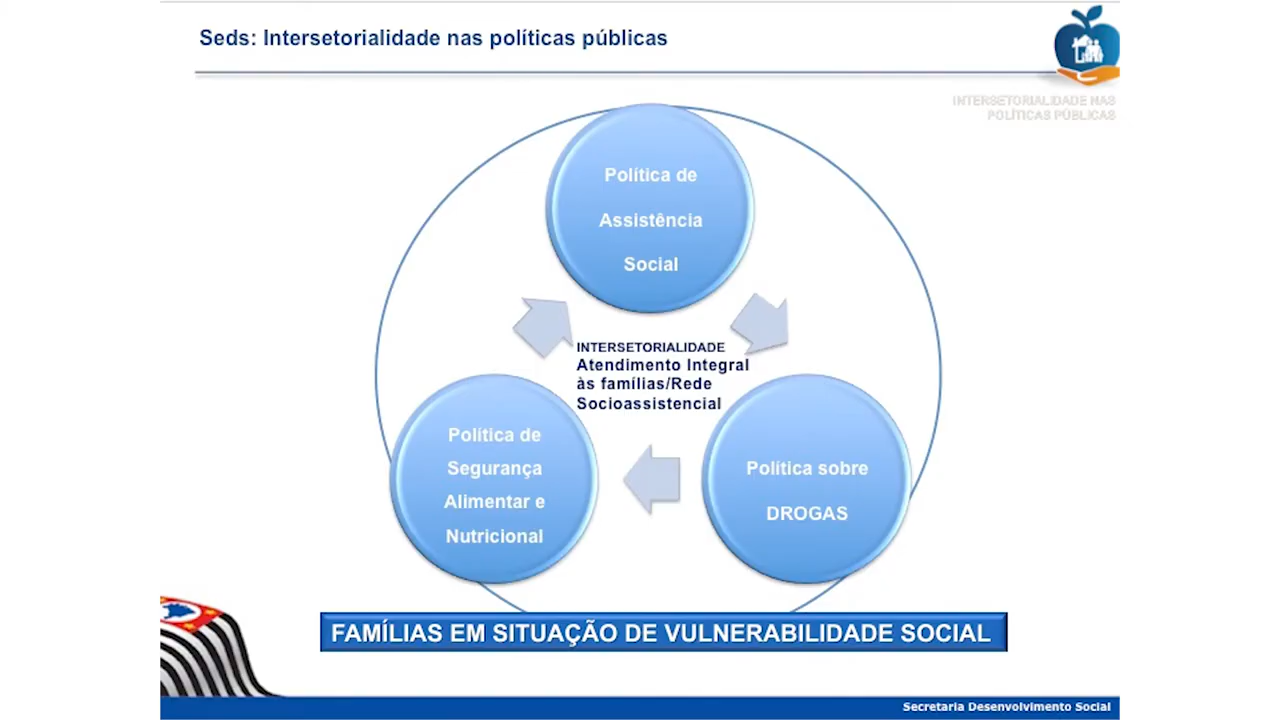 Seds: Intersetorialidade nas políticas públicas
INTERSETORIALIDADE NAS
POLÍTICAS PÚBLICAS
Política de
Assistência
Social
INTERSETORIALIDADE
Atendimento Integral
às famílias/Rede
Socioassistencial
Política de
Segurança
Alimentar e
Nutricional
Política sobre
DROGAS
FAMÍLIAS EM SITUAÇÃO DE VULNERABILIDADE SOCIAL
Secretaria Desenvolvimento Social